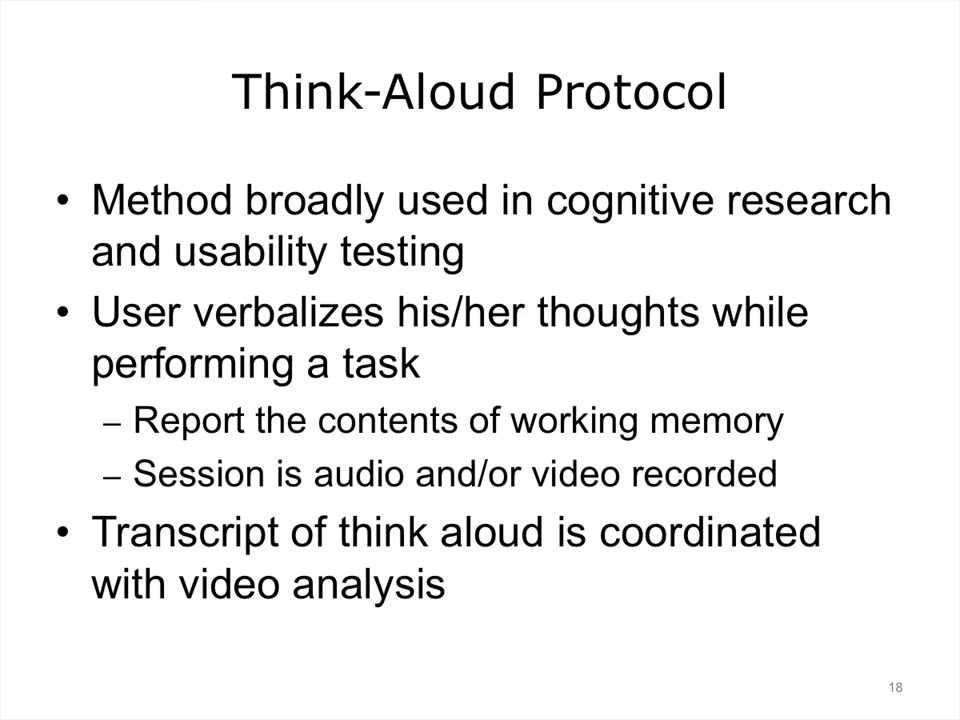 Think-Aloud Protocol
• Method broadly used in cognitive research
and usability testing
• User verbalizes his/her thoughts while
performing a task
– Report the contents of working memory
– Session is audio and/or video recorded
• Transcript of think aloud is coordinated
with video analysis
18